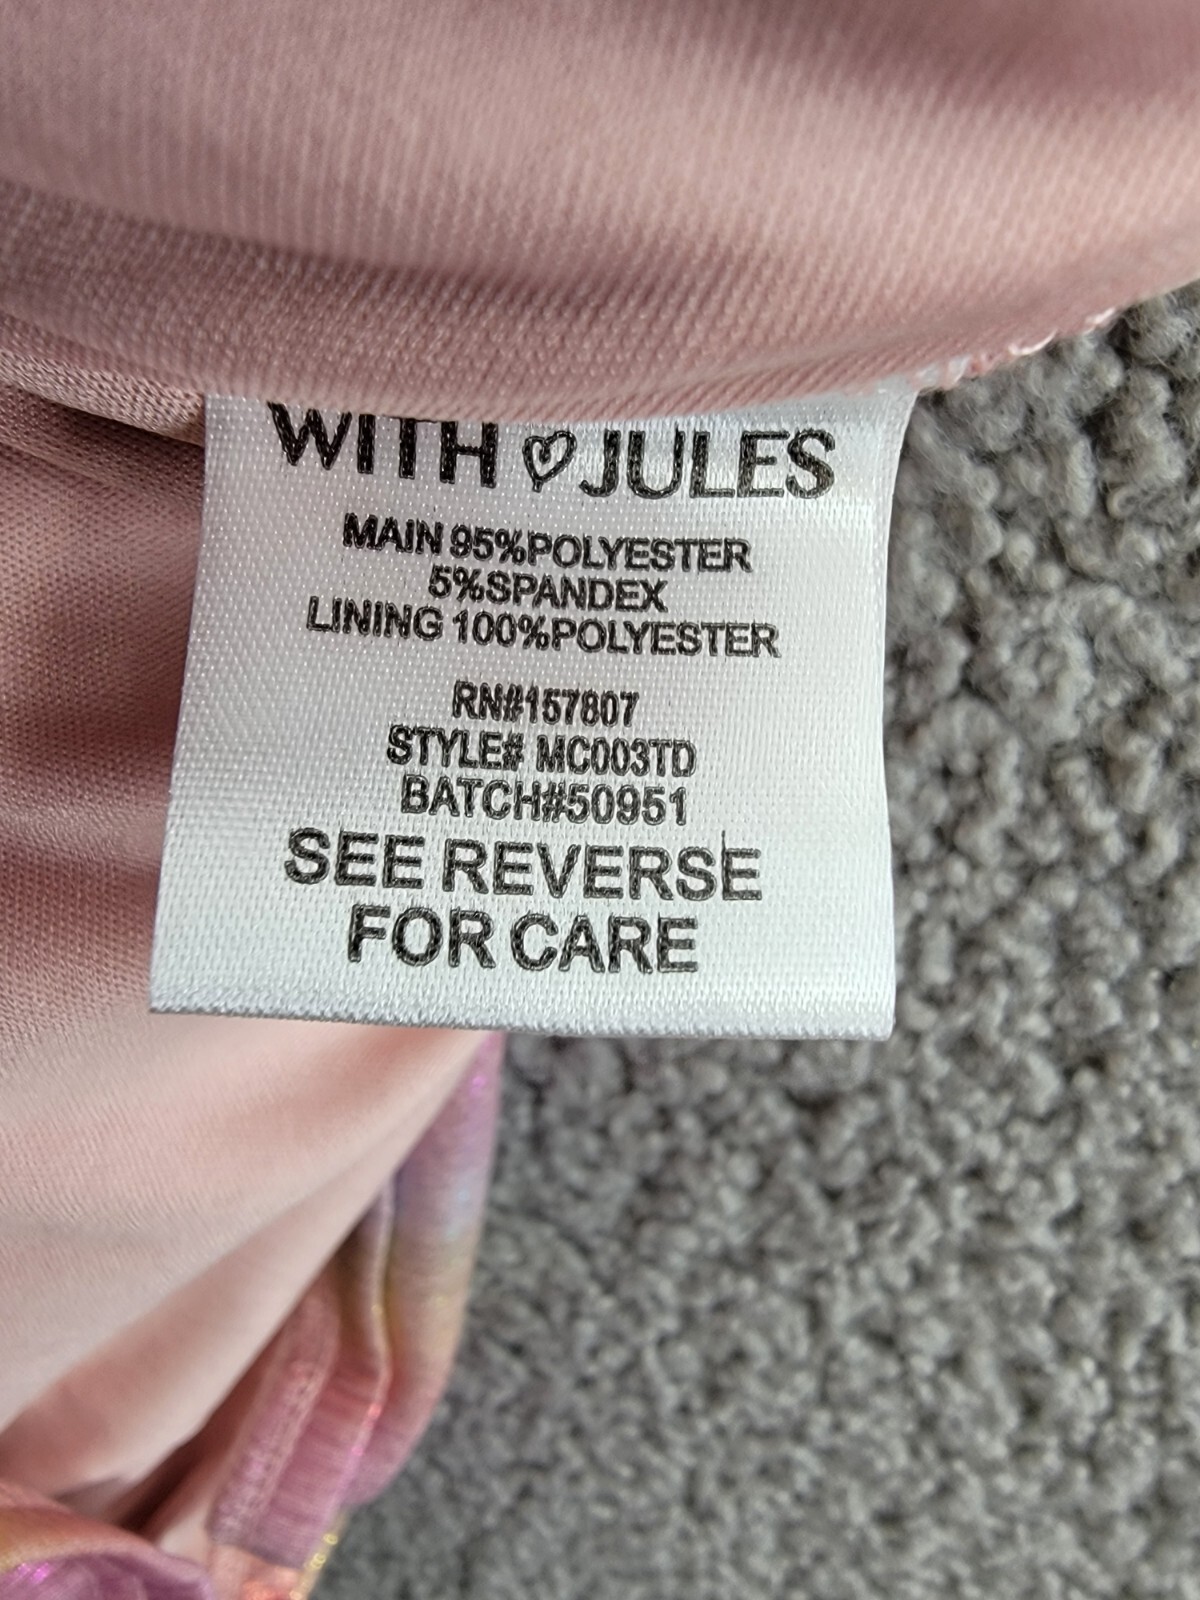 WITH JULES
MAIN 95%POLYESTER
5%SPANDEX
LINING 100%POLYESTER
RN#157807
STYLE# MC003TD
BATCH#50951
SEE REVERSE
FOR CARE